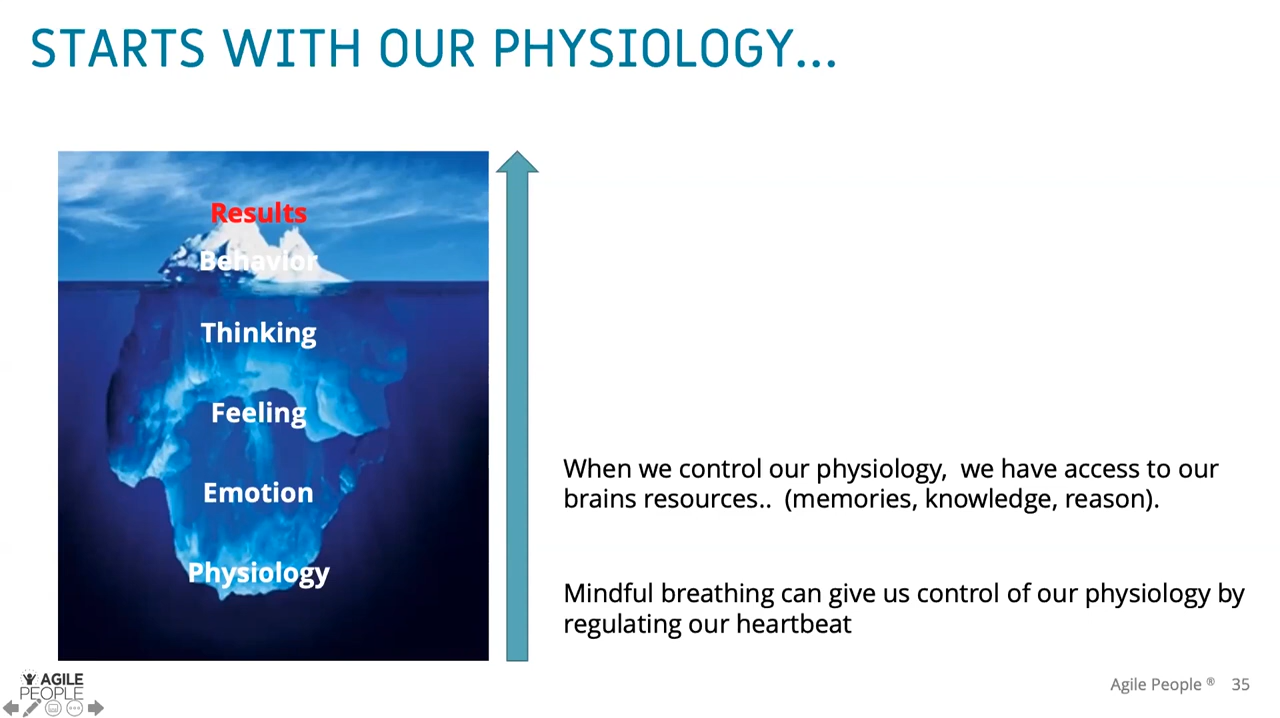 STARTS WITH OUR PHYSIOLOGY...
Results
Behavior
Thinking
Feeling
Emotion
Physiology
When we control our physiology,  we have access to our
brains resources..  (memories, knowledge, reason).
Mindful breathing can give us control of our physiology by
regulating our heartbeat
AGILE
PEOPLE
Agile People ® 35